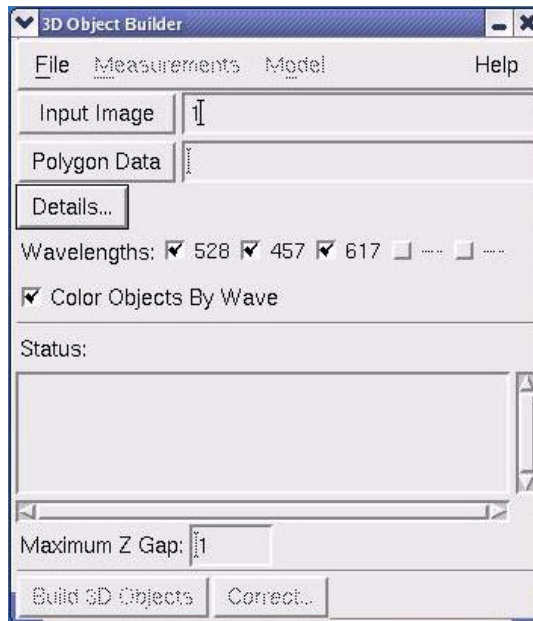 3D Object Builder
File Measurements Model Help
Input Image 1
Polygon Data
Details...
Wavelengths: 528 457 617 ---- ----
Color Objects By Wave
Status:
Maximum Z Gap: 1
Build 3D Objects Correct...